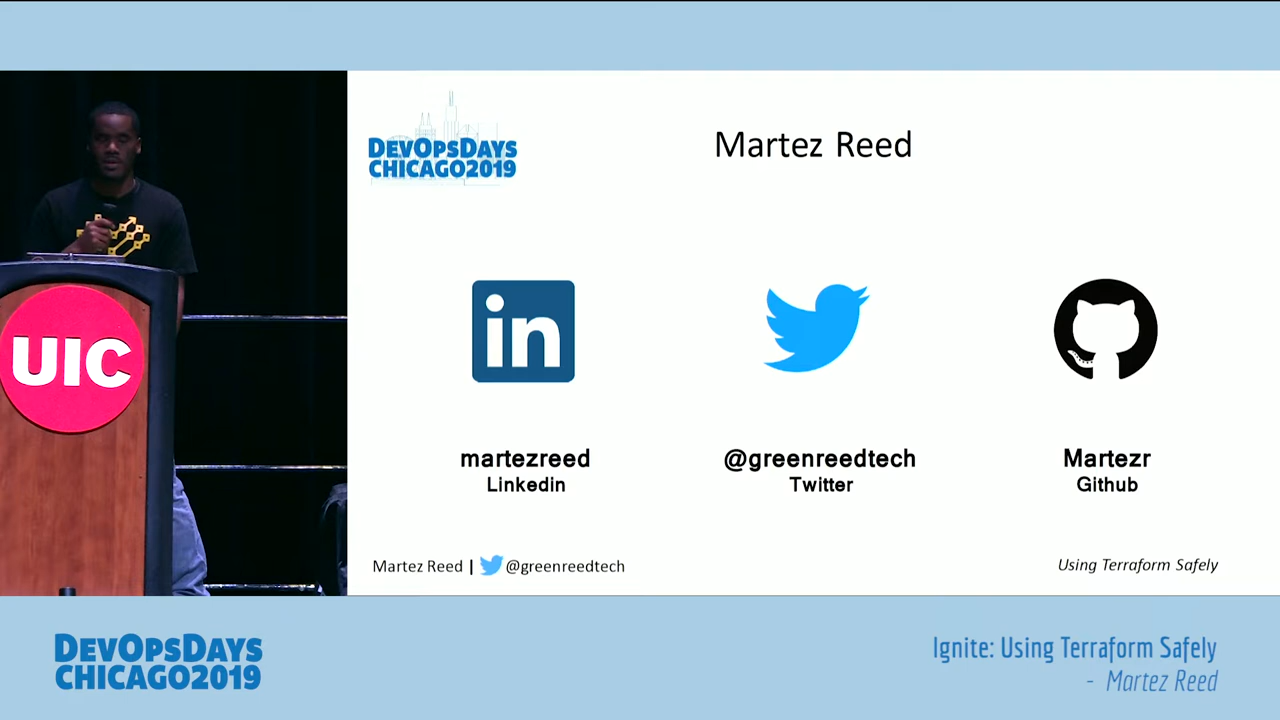 DEVOPSDAYS
CHICAGO2019
Martez Reed
UIC
in
martezreed
Linkedin
@greenreedtech
Twitter
Martezr
Github
Martez Reed | @greenreedtech
Using Terraform Safely
DEVOPSDAYS
CHICAGO2019
Ignite: Using Terraform Safely
- Martez Reed